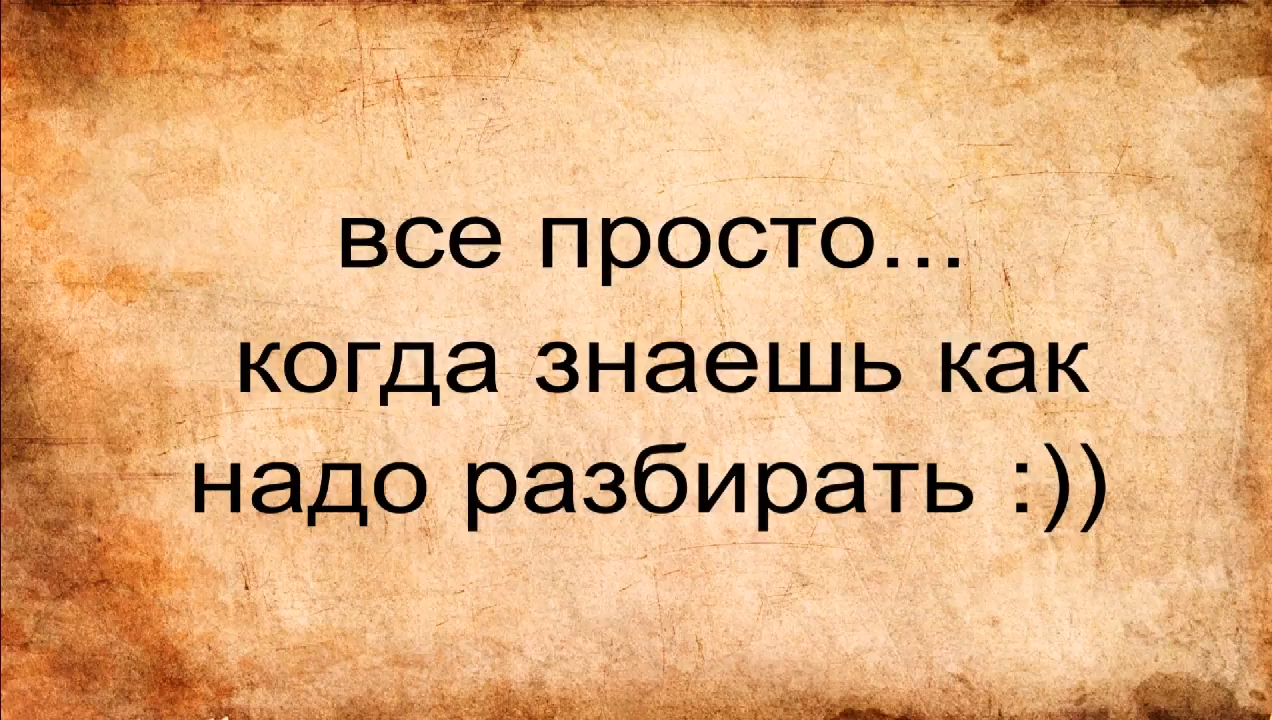 все просто...
когда знаешь как
надо разбирать :))